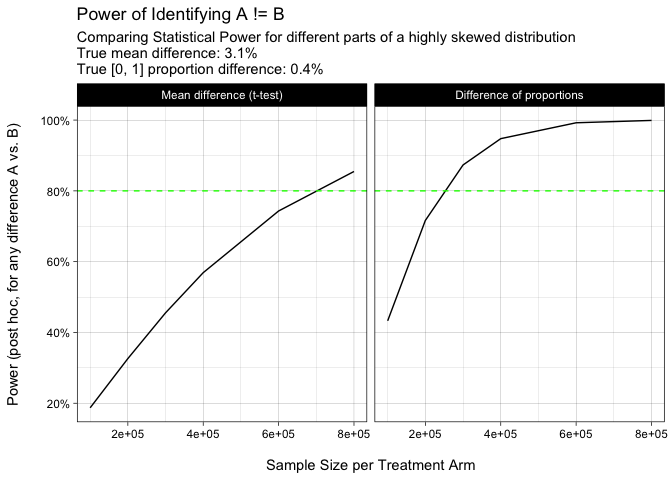 Power of Identifying A != B
Comparing Statistical Power for different parts of a highly skewed distribution
True mean difference: 3.1%
True [0, 1] proportion difference: 0.4%
Mean difference (t-test)
Difference of proportions
Power (post hoc, for any difference A vs. B)
100%
80%
60%
40%
20%
2e+05 4e+05 6e+05 8e+05
2e+05 4e+05 6e+05 8e+05
Sample Size per Treatment Arm